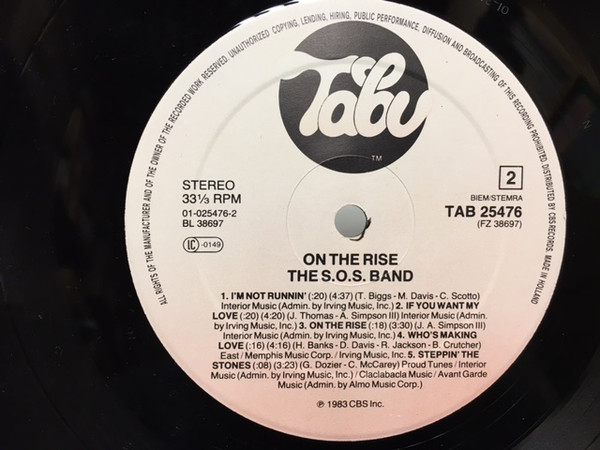 ALL RIGHTS OF THE MANUFACTURER AND OF THE OWNER OF THE RECORDED WORK RESERVED. UNAUTHORIZED COPYING, LENDING, HIRING, PUBLIC PERFORMANCE, DIFFUSION AND BROADCASTING OF THIS RECORD PROHIBITED. DISTRIBUTED BY CBS RECORDS. MADE IN HOLLAND
Tabu
TM
STEREO
33⅓ RPM
01-025476-2
BL 38697
LC -0149
2
BIEM/STEMRA
TAB 25476
(FZ 38697)
ON THE RISE
THE S.O.S. BAND
1. I'M NOT RUNNIN' (:20) (4:37) (T. Biggs - M. Davis - C. Scotto)
Interior Music (Admin. by Irving Music, Inc.) 2. IF YOU WANT MY
LOVE (:20) (4:20) (J. Thomas - A. Simpson III) Interior Music (Admin.
by Irving Music, Inc.) 3. ON THE RISE (:18) (3:30) (J. A. Simpson III)
Interior Music (Admin. by Irving Music, Inc.) 4. WHO'S MAKING
LOVE (:16) (4:16) (H. Banks - D. Davis - R. Jackson - B. Crutcher)
East / Memphis Music Corp. / Irving Music, Inc. 5. STEPPIN' THE
STONES (:08) (3:23) (G. Dozier - C. McCarey) Proud Tunes / Interior
Music (Admin. by Irving Music, Inc.) / Claclabacla Music / Avant Garde
Music (Admin. by Almo Music Corp.)
℗ 1983 CBS Inc.